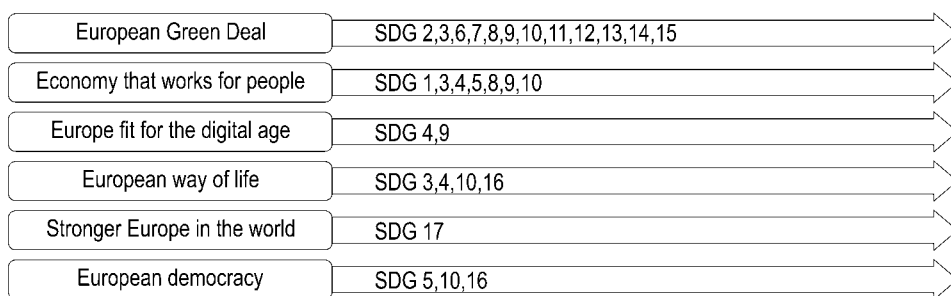 European Green Deal SDG 2,3,6,7,8,9,10,11,12,13,14,15
Economy that works for people SDG 1,3,4,5,8,9,10
Europe fit for the digital age SDG 4,9
European way of life SDG 3,4,10,16
Stronger Europe in the world SDG 17
European democracy SDG 5,10,16